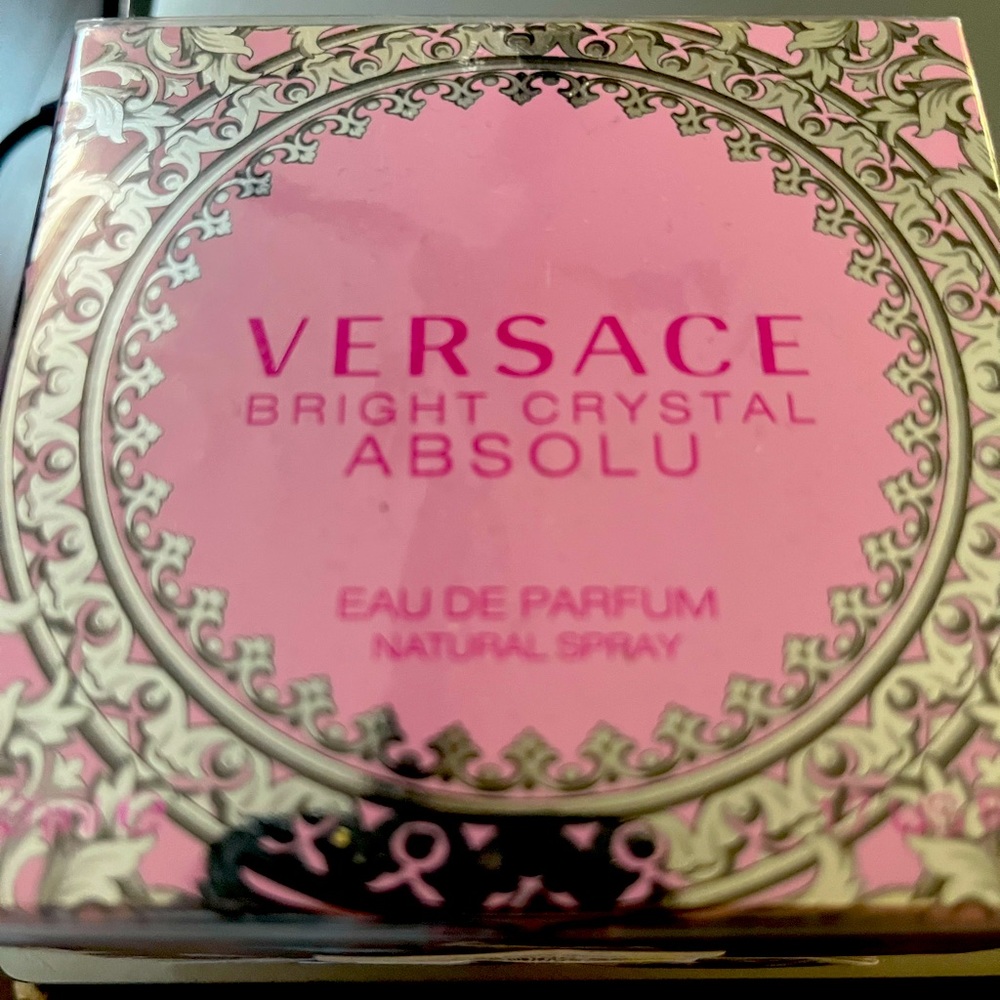 VERSACE
BRIGHT CRYSTAL
ABSOLU
EAU DE PARFUM
NATURAL SPRAY